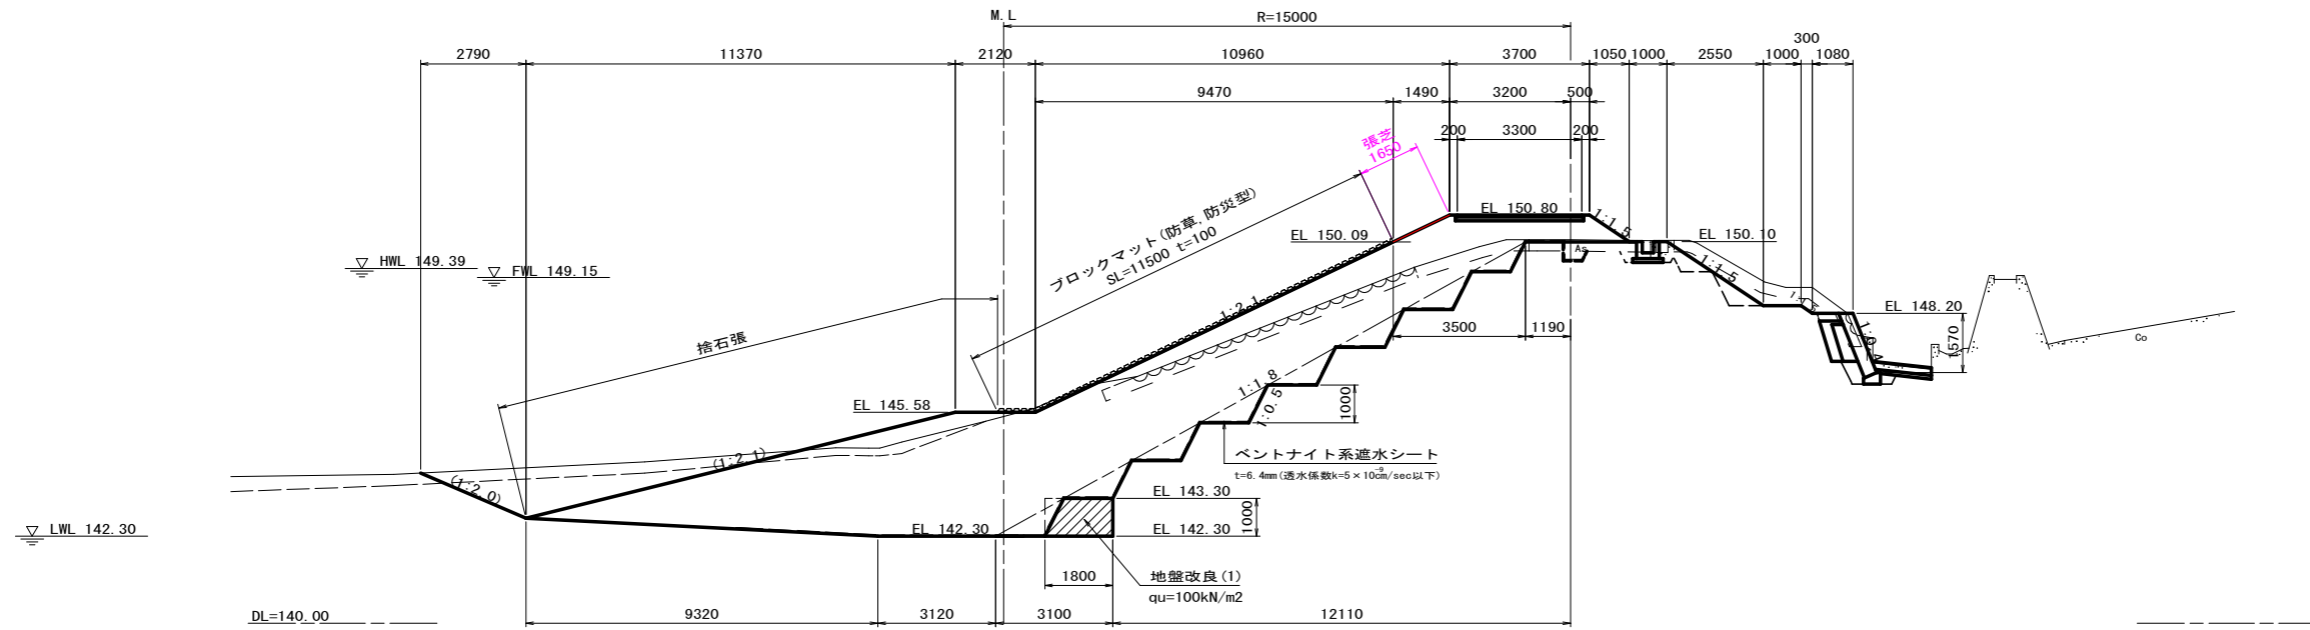 M.L
R=15000
300
2790
11370
2120
10960
3700
1050
1000
2550
1000
1080
9470
1490
3200
500
200
3300
200
張芝
1650
ブロックマット(防草,防災型)
SL=11500 t=100
EL 150.80
1:1.5
EL 150.09
EL 150.10
As
HWL 149.39
FWL 149.15
1:1.5
1:2.1
EL 148.20
1570
3500
1190
Co
捨石張
1:1.8
1:0.5
1000
EL 145.58
ベントナイト系遮水シート
t=6.4mm(透水係数k=5×10-9cm/sec以下)
(1:2.1)
(1:2.0)
EL 143.30
1000
LWL 142.30
EL 142.30
EL 142.30
1800
地盤改良(1)
qu=100kN/m2
DL=140.00
9320
3120
3100
12110